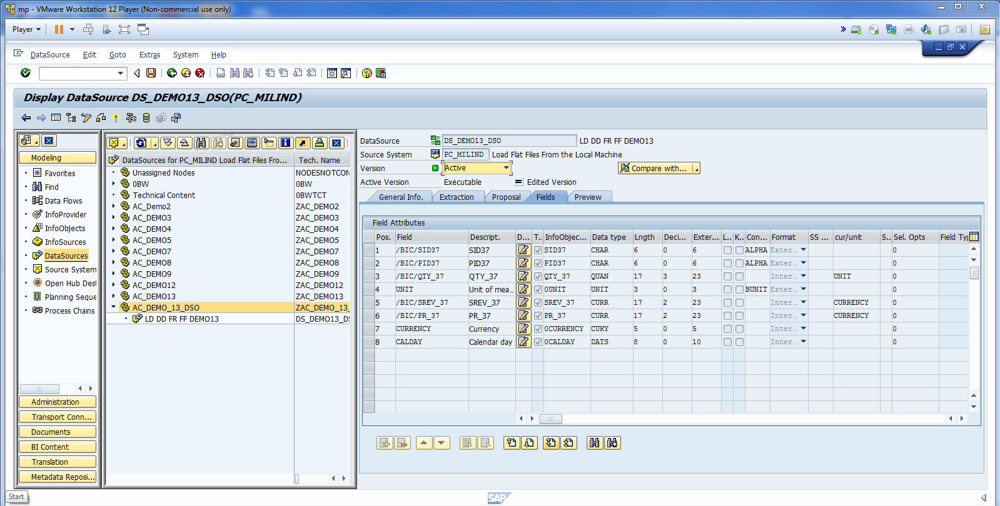 mp - VMware Workstation 12 Player (Non-commercial use only)
Player
DataSource Edit Goto Extras System Help
Display DataSource DS_DEMO13_DSO(PC_MILIND)
Modeling
Favorites
Find
Data Flows
InfoProvider
InfoObjects
InfoSources
DataSources
Source System
Open Hub Dest
Planning Seque
Process Chains
Administration
Transport Conn...
Documents
BI Content
Translation
Metadata Reposi...
DataSources for PC_MILIND Load Flat Files Fro... Tech. Name
Unassigned Nodes NODESNOTCON
0BW 0BW
Technical Content 0BWTCT
AC_Demo2 ZAC_DEMO2
AC_DEMO3 ZAC_DEMO3
AC_DEMO4 ZAC_DEMO4
AC_DEMO5 ZAC_DEMO5
AC_DEMO7 ZAC_DEMO7
AC_DEMO8 ZAC_DEMO8
AC_DEMO9 ZAC_DEMO9
AC_DEMO12 ZAC_DEMO12
AC_DEMO13 ZAC_DEMO13
AC_DEMO_13_DSO ZAC_DEMO_13_
LD DD FR FF DEMO13 DS_DEMO13_DS
DataSource DS_DEMO13_DSO LD DD FR FF DEMO13
Source System PC_MILIND Load Flat Files From the Local Machine
Version Active Compare with...
Active Version Executable Edited Version
General Info. Extraction Proposal Fields Preview
Field Attributes
Pos. Field Descript. D... T.. InfoObjec... Data type Lngth Deci... Exter... L.. K.. Con... Format SS ... cur/unit S.. Sel. Opts Field Ty
1 /BIC/SID37 SID37 SID37 CHAR 6 0 6 ALPHA Exter... 0
2 /BIC/PID37 PID37 PID37 CHAR 6 0 6 ALPHA Exter... 0
3 /BIC/QTY_37 QTY_37 QTY_37 QUAN 17 3 23 Inter... UNIT 0
4 UNIT Unit of mea... 0UNIT UNIT 3 0 3 BUNIT Exter... 0
5 /BIC/SREV_37 SREV_37 SREV_37 CURR 17 2 23 Inter... CURRENCY 0
6 /BIC/PR_37 PR_37 PR_37 CURR 17 2 23 Inter... CURRENCY 0
7 CURRENCY Currency 0CURRENCY CUKY 5 0 5 Inter... 0
8 CALDAY Calendar day 0CALDAY DATS 8 0 10 Inter... 0
Start
SAP